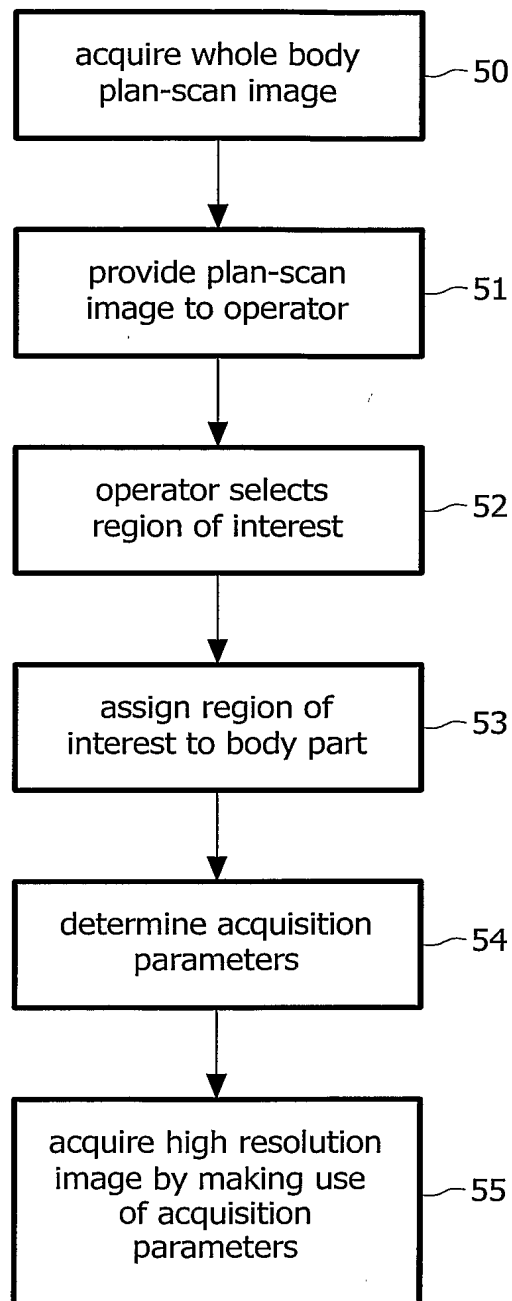 acquire whole body
plan-scan image
50
provide plan-scan
image to operator
51
operator selects
region of interest
52
assign region of
interest to body part
53
determine acquisition
parameters
54
acquire high resolution
image by making use
of acquisition
parameters
55